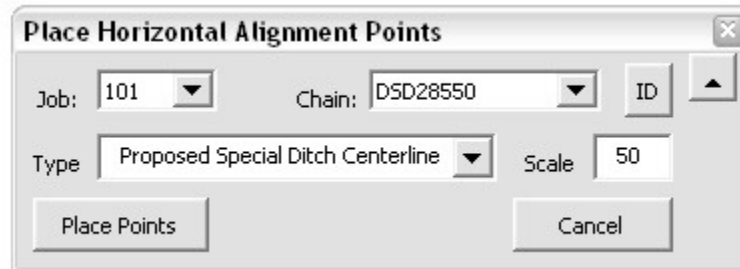 Place Horizontal Alignment Points
Job: 101 Chain: DSD28550 ID
Type Proposed Special Ditch Centerline Scale 50
Place Points Cancel